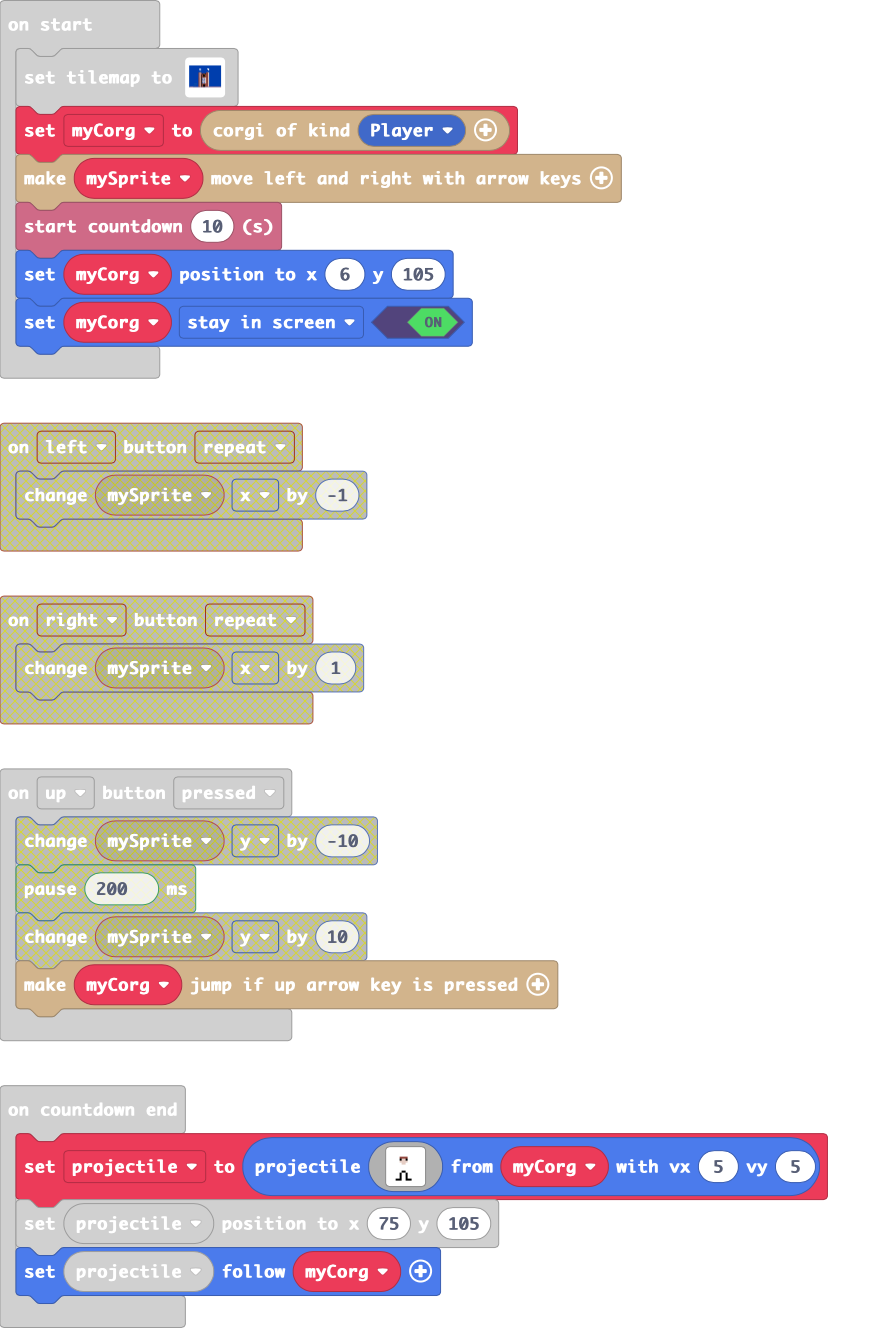 on start
set tilemap to
set myCorg to corgi of kind Player
make mySprite move left and right with arrow keys
start countdown 10 (s)
set myCorg position to x 6 y 105
set myCorg stay in screen ON
on left button repeat
change mySprite x by -1
on right button repeat
change mySprite x by 1
on up button pressed
change mySprite y by -10
pause 200 ms
change mySprite y by 10
make myCorg jump if up arrow key is pressed
on countdown end
set projectile to projectile from myCorg with vx 5 vy 5
set projectile position to x 75 y 105
set projectile follow myCorg